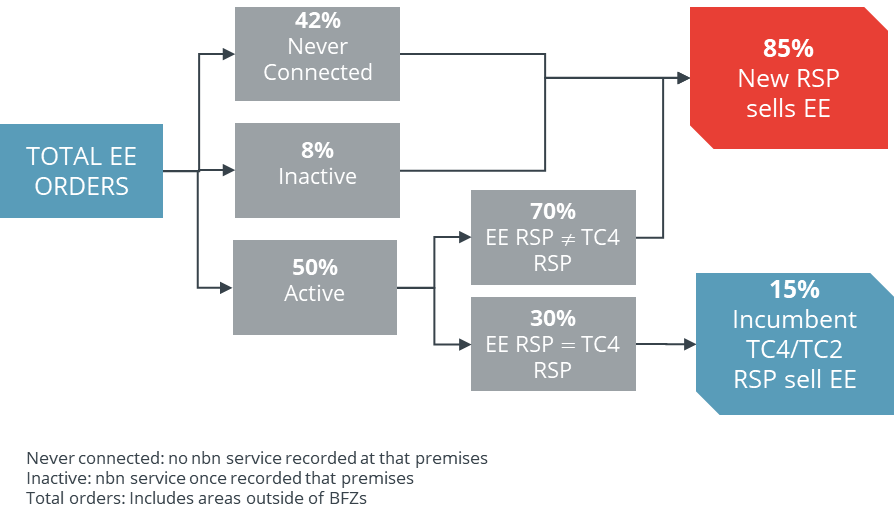 42%
Never
Connected
85%
New RSP
sells EE
TOTAL EE
ORDERS
8%
Inactive
70%
EE RSP ≠ TC4
RSP
50%
Active
15%
Incumbent
TC4/TC2
RSP sell EE
30%
EE RSP = TC4
RSP
Never connected: no nbn service recorded at that premises
Inactive: nbn service once recorded that premises
Total orders: Includes areas outside of BFZs